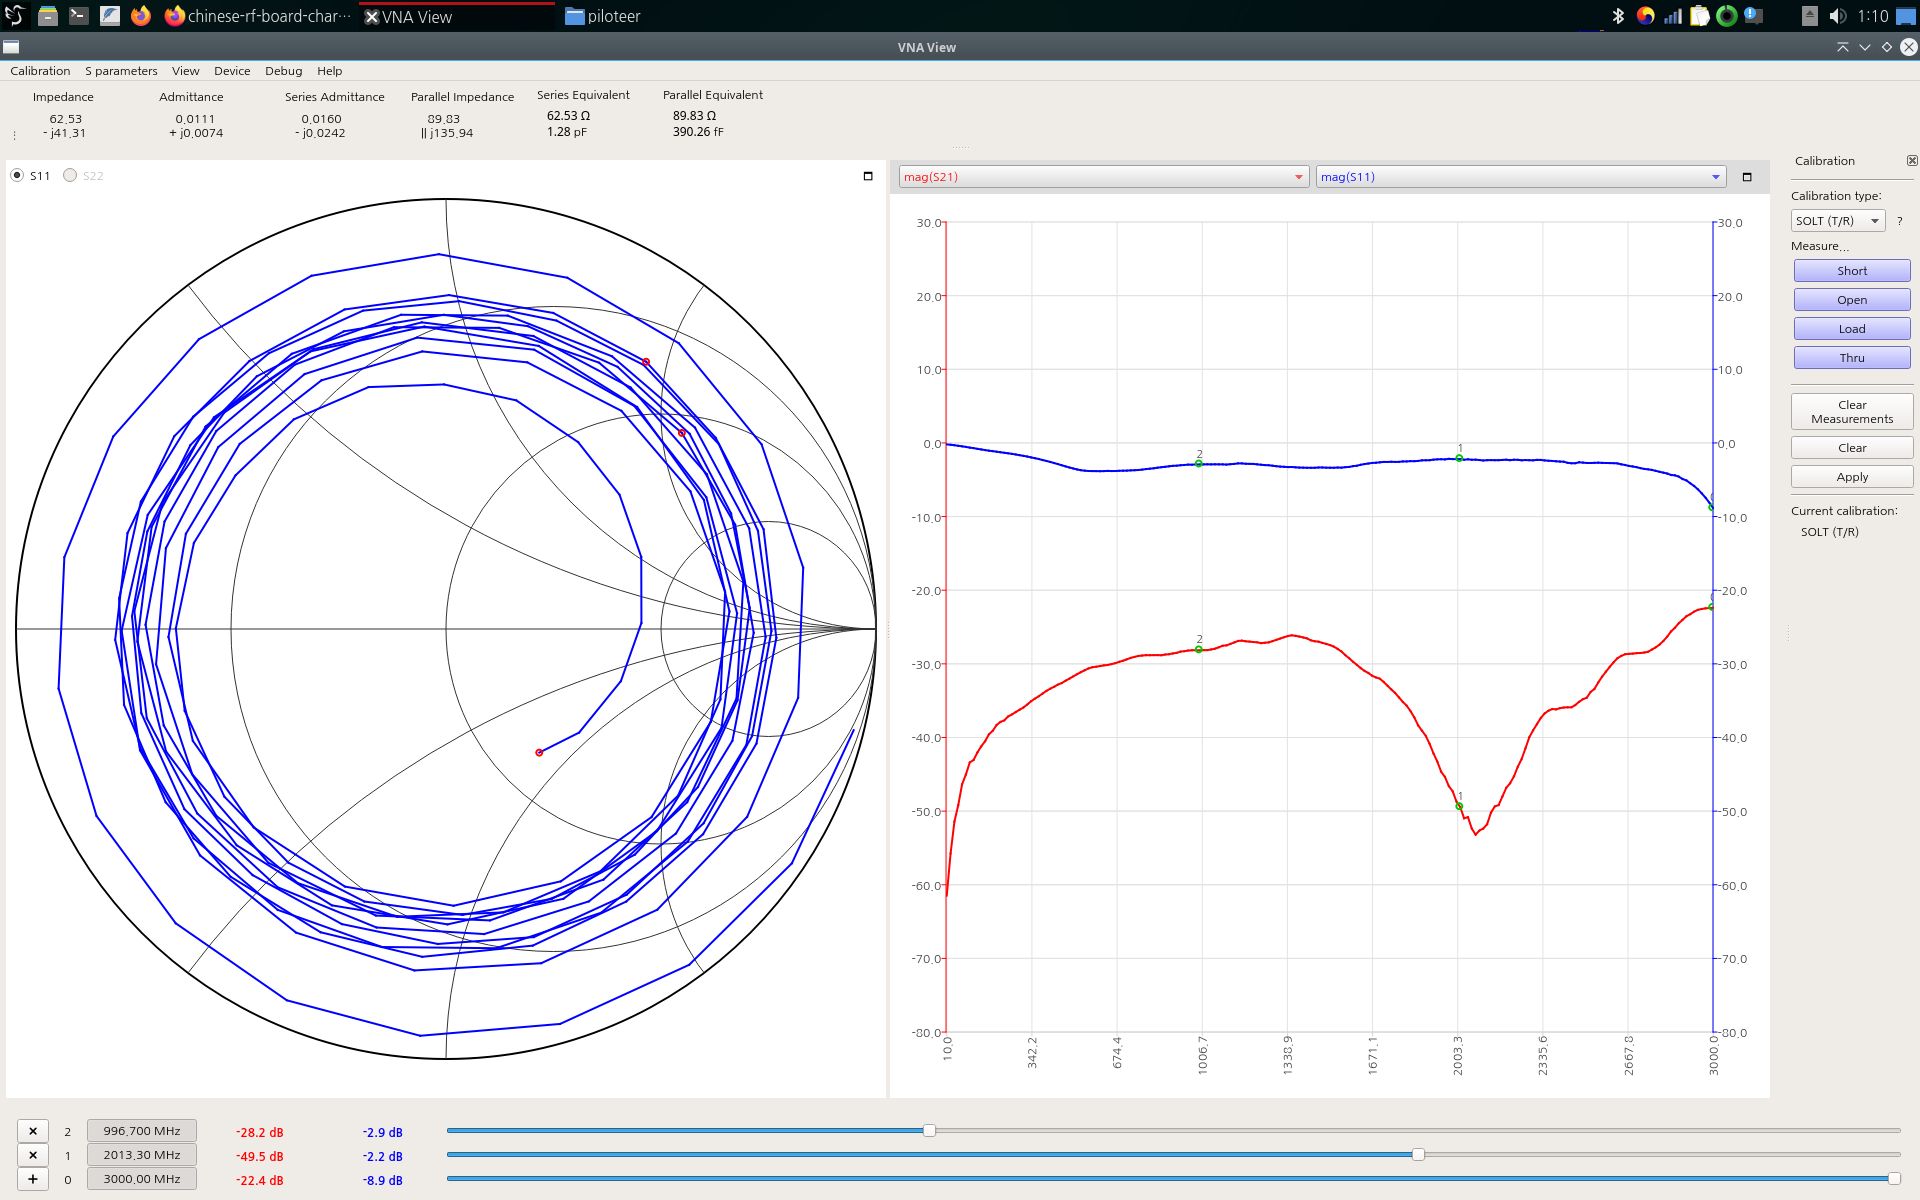 chinese-rf-board-char···
VNA View
piloteer
1:10
VNA View
Calibration S parameters View Device Debug Help
Impedance Admittance Series Admittance Parallel Impedance Series Equivalent Parallel Equivalent
62.53 0.0111 0.0160 89.83 62.53 Ω 89.83 Ω
- j41.31 + j0.0074 - j0.0242 || j135.94 1.28 pF 390.26 fF
S11 S22
mag(S21) mag(S11)
30.0 30.0
20.0 20.0
10.0 10.0
0.0 0.0
-10.0 -10.0
-20.0 -20.0
-30.0 -30.0
-40.0 -40.0
-50.0 -50.0
-60.0 -60.0
-70.0 -70.0
-80.0 -80.0
2 1
2
1
10.0 342.2 674.4 1006.7 1338.9 1671.1 2003.3 2335.6 2667.8 3000.0
Calibration
Calibration type:
SOLT (T/R) ?
Measure...
Short
Open
Load
Thru
Clear
Measurements
Clear
Apply
Current calibration:
SOLT (T/R)
× 2 996.700 MHz -28.2 dB -2.9 dB
× 1 2013.30 MHz -49.5 dB -2.2 dB
+ 0 3000.00 MHz -22.4 dB -8.9 dB